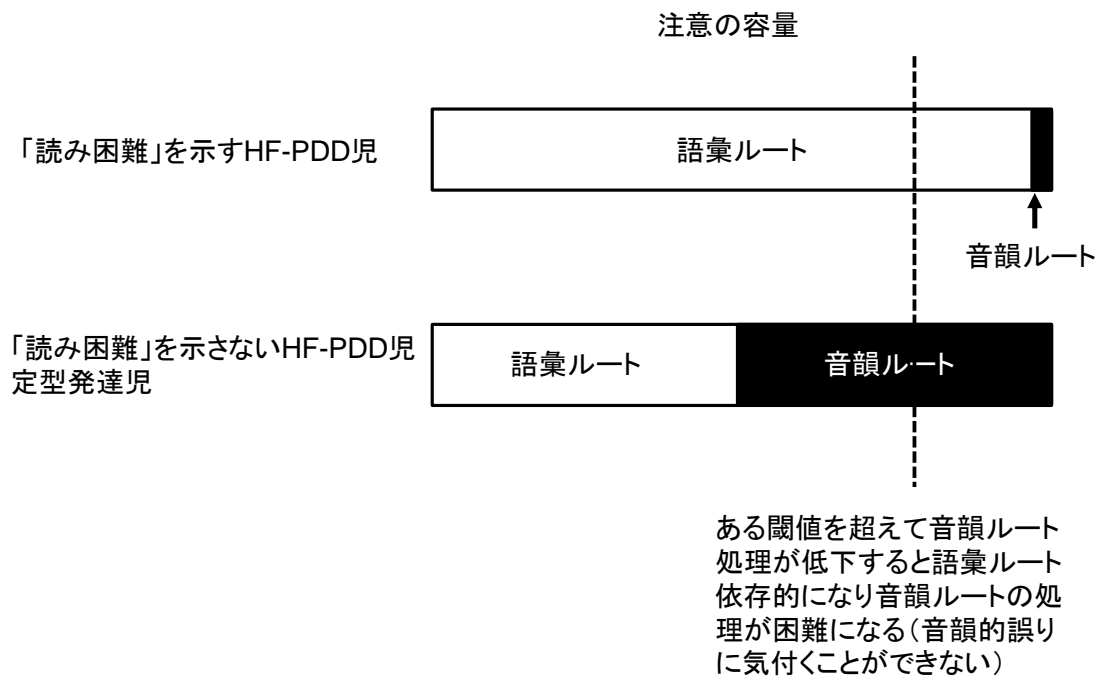 注意の容量
「読み困難」を示すHF-PDD児
語彙ルート
音韻ルート
「読み困難」を示さないHF-PDD児
定型発達児
語彙ルート
音韻ルート
ある閾値を超えて音韻ルート
処理が低下すると語彙ルート
依存的になり音韻ルートの処
理が困難になる(音韻的誤り
に気付くことができない)